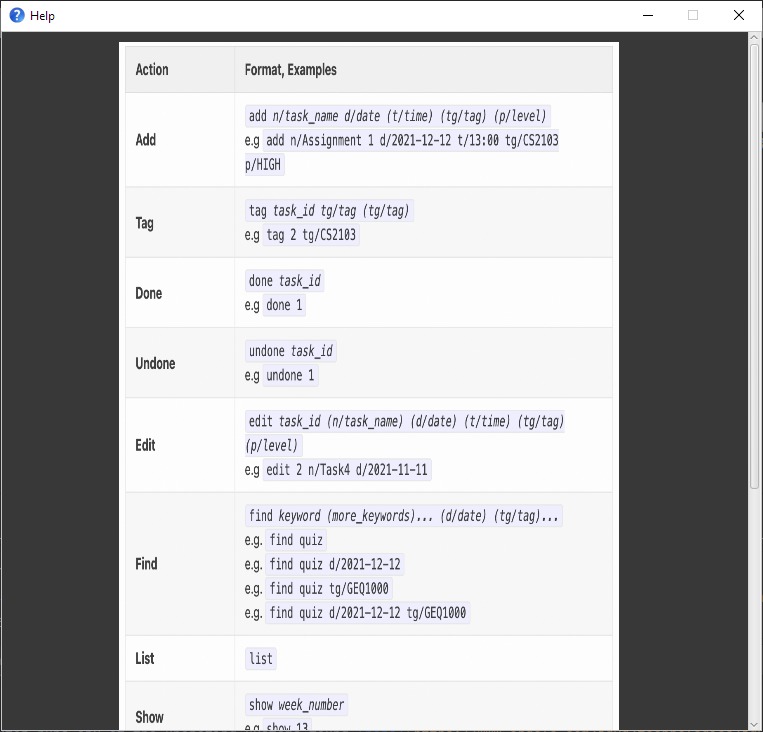 Help
Action Format, Examples
Add
add n/task_name d/date (t/time) (tg/tag) (p/level)
e.g add n/Assignment 1 d/2021-12-12 t/13:00 tg/CS2103
p/HIGH
Tag
tag task_id tg/tag (tg/tag)
e.g tag 2 tg/CS2103
Done
done task_id
e.g done 1
Undone
undone task_id
e.g undone 1
Edit
edit task_id (n/task_name) (d/date) (t/time) (tg/tag)
(p/level)
e.g edit 2 n/Task4 d/2021-11-11
Find
find keyword (more_keywords)... (d/date) (tg/tag)...
e.g. find quiz
e.g. find quiz d/2021-12-12
e.g. find quiz tg/GEQ1000
e.g. find quiz d/2021-12-12 tg/GEQ1000
List list
Show
show week_number
e.g show 13